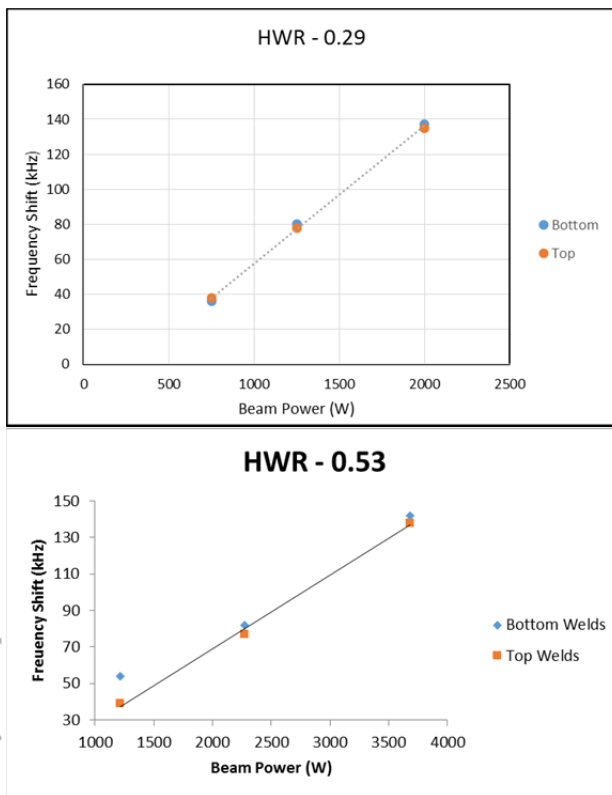 HWR - 0.29
160
140
120
100
80
60
40
20
0
Frequency Shift (kHz)
0 500 1000 1500 2000 2500
Beam Power (W)
Bottom
Top
HWR - 0.53
150
130
110
90
70
50
30
Freuency Shift (kHz)
1000 1500 2000 2500 3000 3500 4000
Beam Power (W)
Bottom Welds
Top Welds